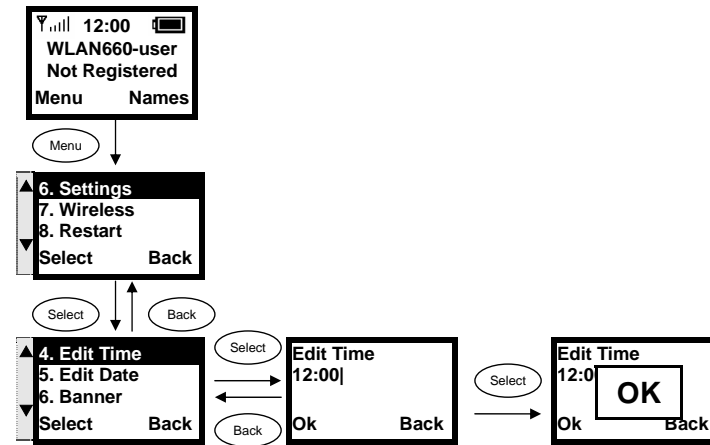 12:00
WLAN660-user
Not Registered
Menu Names
Menu
6. Settings
7. Wireless
8. Restart
Select Back
Select Back
4. Edit Time
5. Edit Date
6. Banner
Select Back
Select
Back
Edit Time
12:00|
Ok Back
Select
Edit Time
12:0
OK
Ok Back